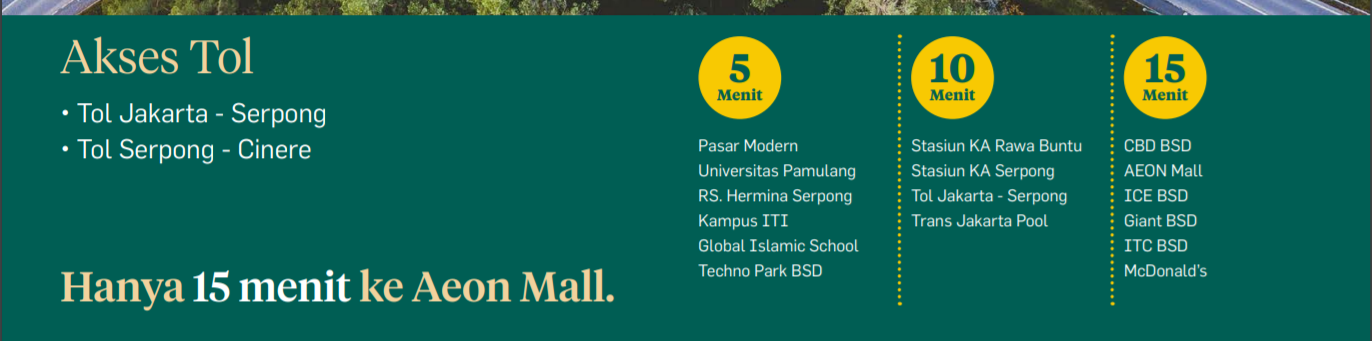 Akses Tol
• Tol Jakarta - Serpong
• Tol Serpong - Cinere
Hanya 15 menit ke Aeon Mall.
5
Menit
Pasar Modern
Universitas Pamulang
RS. Hermina Serpong
Kampus ITI
Global Islamic School
Techno Park BSD
10
Menit
Stasiun KA Rawa Buntu
Stasiun KA Serpong
Tol Jakarta - Serpong
Trans Jakarta Pool
15
Menit
CBD BSD
AEON Mall
ICE BSD
Giant BSD
ITC BSD
McDonald's